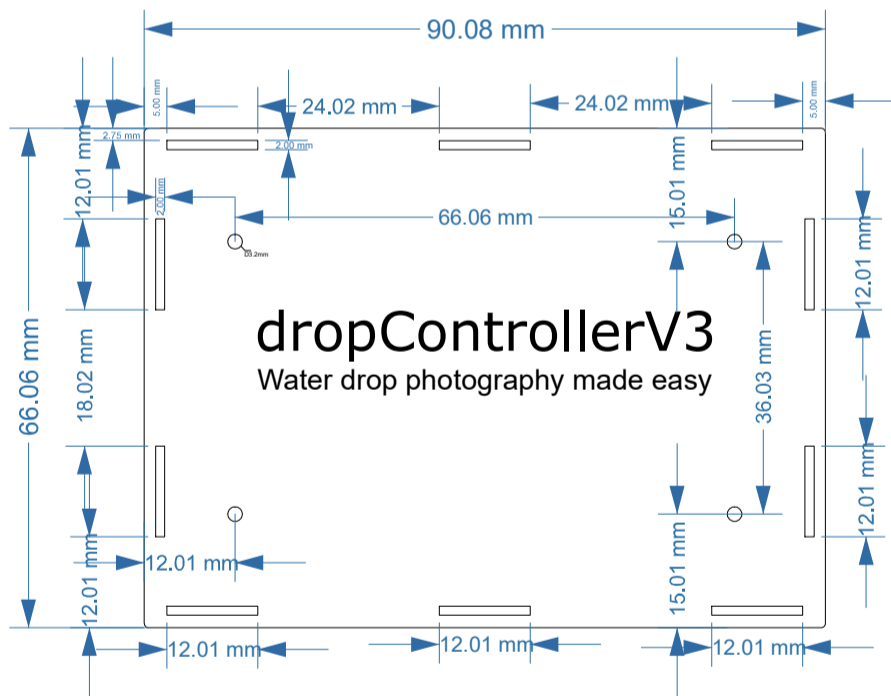 90.08 mm
5.00 mm
24.02 mm
24.02 mm
5.00 mm
2.75 mm
2.00 mm
12.01 mm
15.01 mm
2.00 mm
66.06 mm
D3.2mm
12.01 mm
dropControllerV3
Water drop photography made easy
66.06 mm
18.02 mm
36.03 mm
12.01 mm
12.01 mm
12.01 mm
15.01 mm
12.01 mm
12.01 mm
12.01 mm